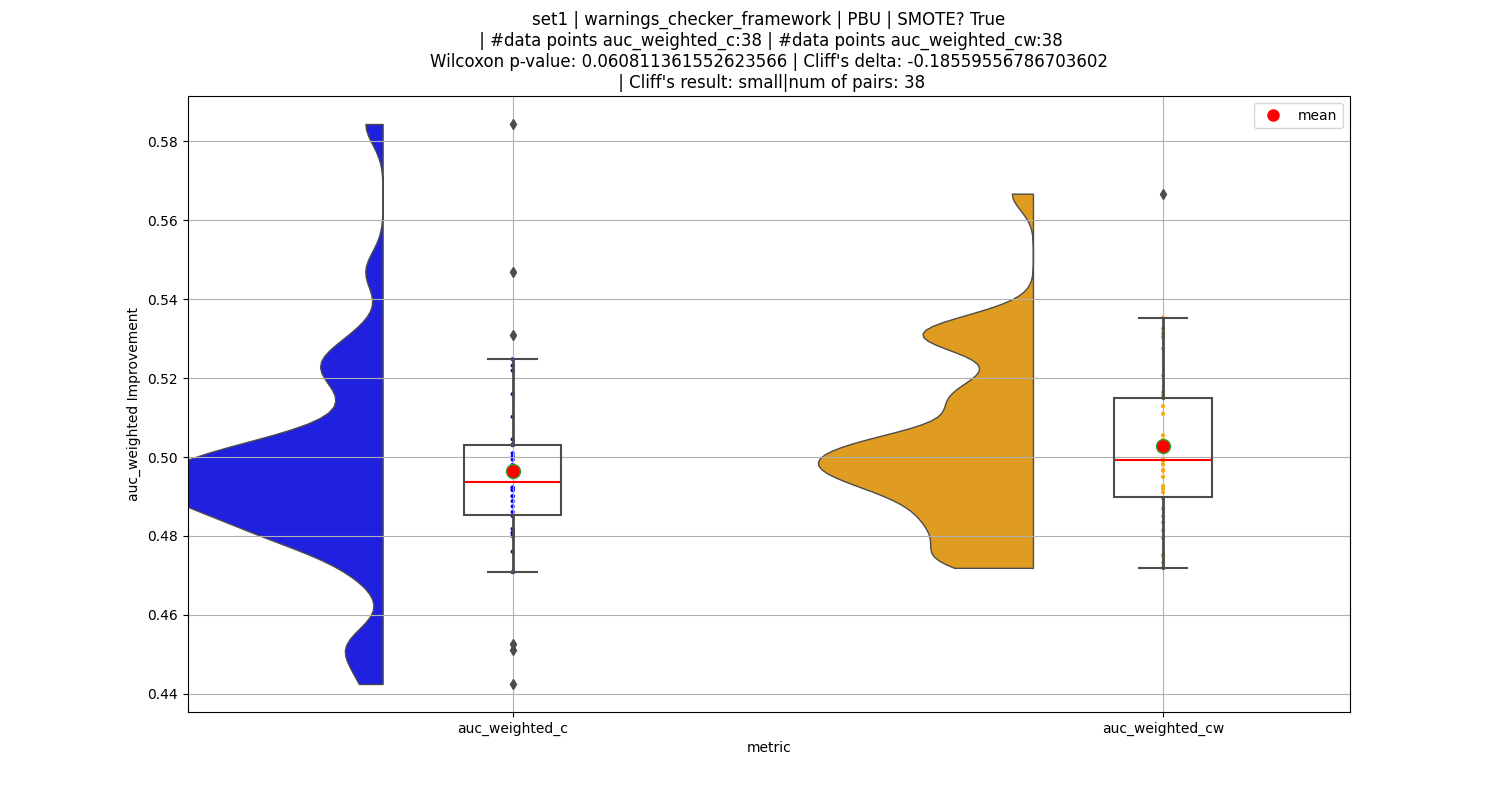 set1 | warnings_checker_framework | PBU | SMOTE? True
| #data points auc_weighted_c:38 | #data points auc_weighted_cw:38
Wilcoxon p-value: 0.060811361552623566 | Cliff's delta: -0.18559556786703602
| Cliff's result: small|num of pairs: 38
mean
0.58
0.56
0.54
0.52
0.50
0.48
0.46
0.44
auc_weighted Improvement
auc_weighted_c
auc_weighted_cw
metric